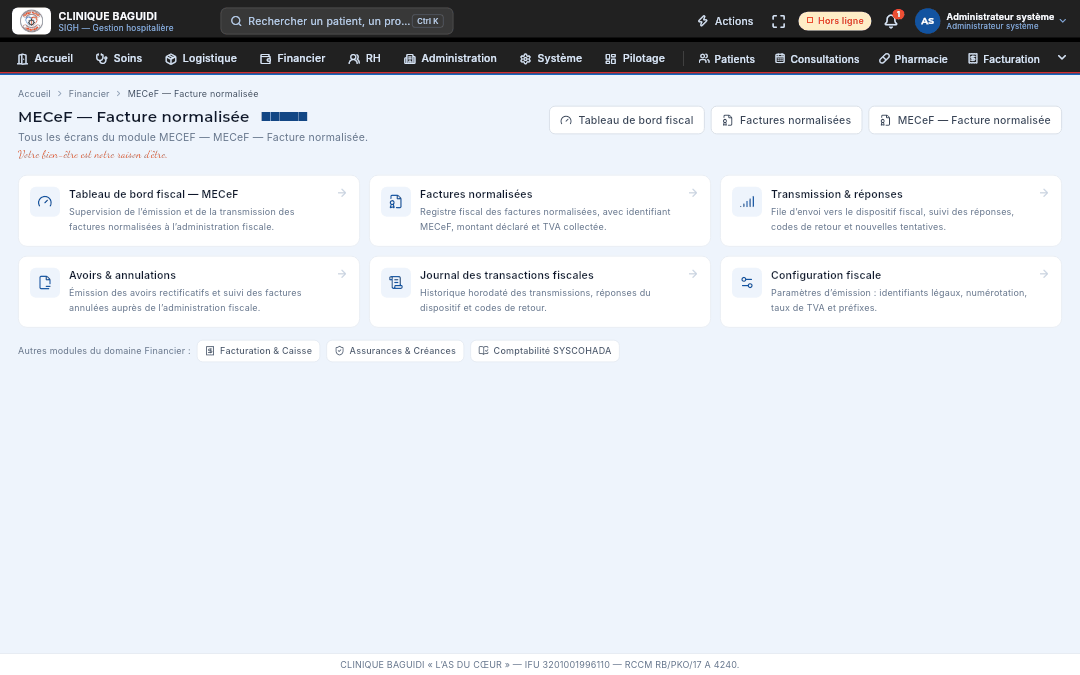 CLINIQUE BAGUIDI
SIGH — Gestion hospitalière
Rechercher un patient, un pro... Ctrl K
Actions
Hors ligne
1
AS
Administrateur système
Administrateur système
Accueil Soins Logistique Financier RH Administration Système Pilotage Patients Consultations Pharmacie Facturation
Accueil > Financier > MECeF — Facture normalisée
MECeF — Facture normalisée
Tous les écrans du module MECEF — MECeF — Facture normalisée.
Votre bien-être est notre raison d'être.
Tableau de bord fiscal
Factures normalisées
MECeF — Facture normalisée
Tableau de bord fiscal — MECeF
Supervision de l'émission et de la transmission des
factures normalisées à l'administration fiscale.
Factures normalisées
Registre fiscal des factures normalisées, avec identifiant
MECeF, montant déclaré et TVA collectée.
Transmission & réponses
File d'envoi vers le dispositif fiscal, suivi des réponses,
codes de retour et nouvelles tentatives.
Avoirs & annulations
Émission des avoirs rectificatifs et suivi des factures
annulées auprès de l'administration fiscale.
Journal des transactions fiscales
Historique horodaté des transmissions, réponses du
dispositif et codes de retour.
Configuration fiscale
Paramètres d'émission : identifiants légaux, numérotation,
taux de TVA et préfixes.
Autres modules du domaine Financier : Facturation & Caisse Assurances & Créances Comptabilité SYSCOHADA
CLINIQUE BAGUIDI « L'AS DU CŒUR » — IFU 3201001996110 — RCCM RB/PKO/17 A 4240.